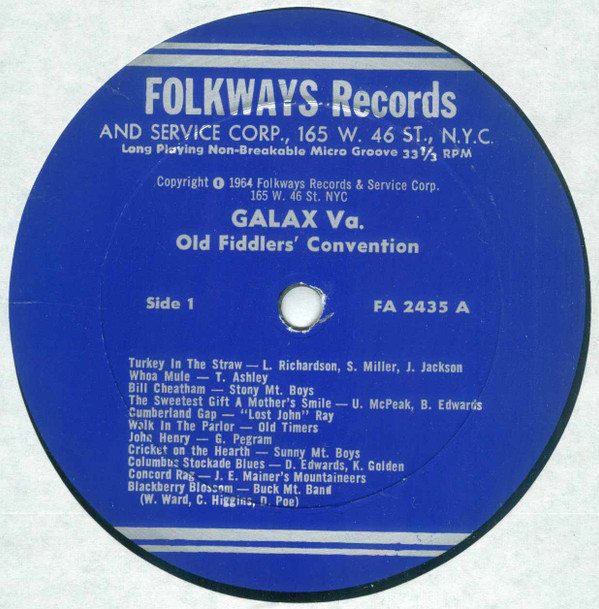 FOLKWAYS Records
AND SERVICE CORP., 165 W. 46 ST., N.Y.C.
Long Playing Non-Breakable Micro Groove 33 1/3 RPM
Copyright ℗ 1964 Folkways Records & Service Corp.
165 W. 46 St. NYC
GALAX Va.
Old Fiddlers' Convention
Side 1
FA 2435 A
Turkey In The Straw — L. Richardson, S. Miller, J. Jackson
Whoa Mule — T. Ashley
Bill Cheatham — Stony Mt. Boys
The Sweetest Gift A Mother's Smile — U. McPeak, B. Edwards
Cumberland Gap — "Lost John" Ray
Walk In The Parlor — Old Timers
John Henry — G. Pegram
Cricket on the Hearth — Sunny Mt. Boys
Columbus Stockade Blues — D. Edwards, K. Golden
Concord Rag — J. E. Mainer's Mountaineers
Blackberry Blossom — Buck Mt. Band
(W. Ward, C. Higgins, D. Poe)